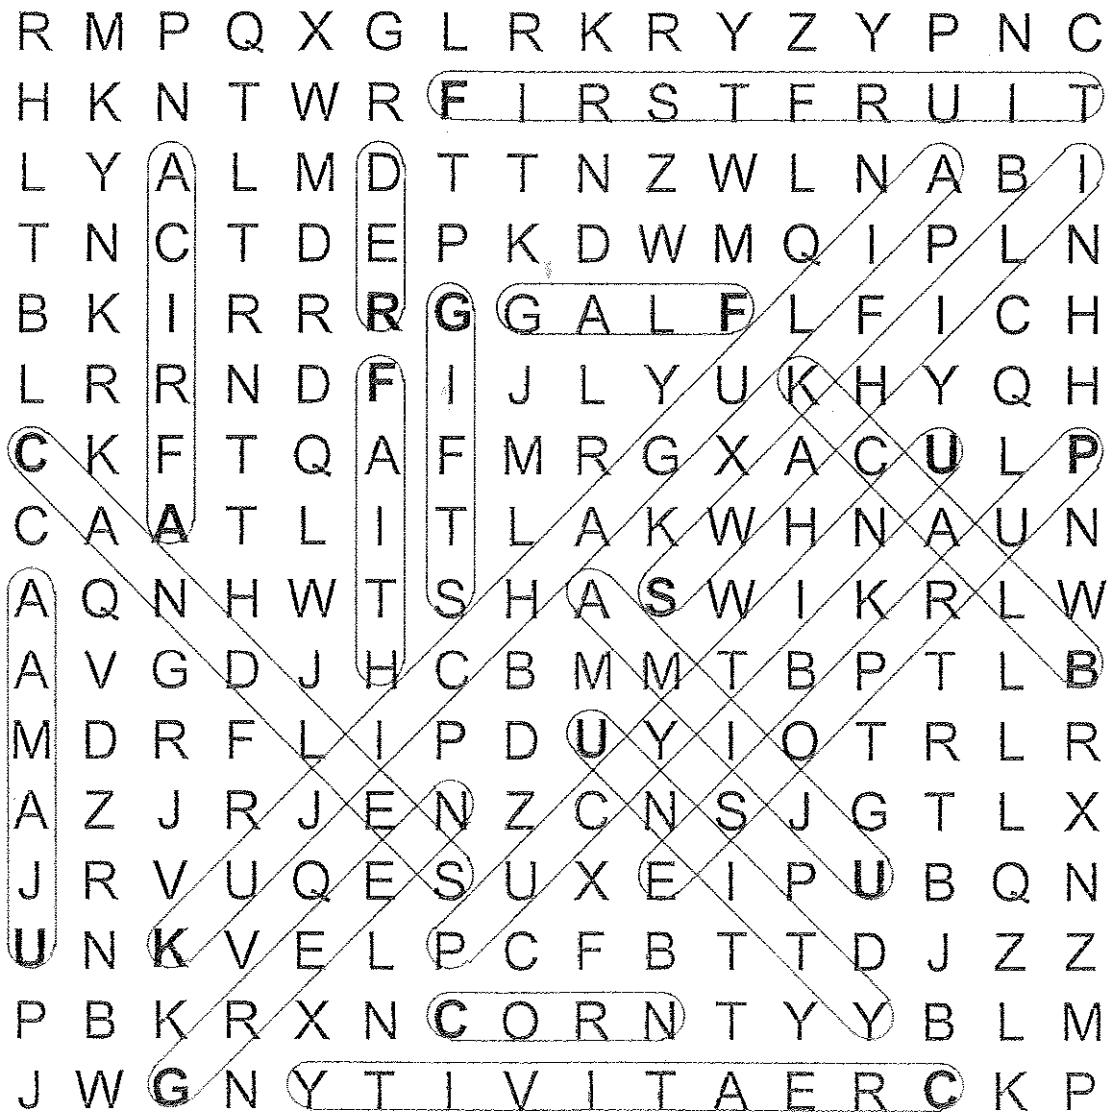 R M P Q X G L R K R Y Z Y P N C
H K N T W R F I R S T F R U I T
L Y A L M D T T N Z W L N A B I
T N C T D E P K D W M Q I P L N
B K I R R R G G A L F L F I C H
L R R N D F I J L Y U K H Y Q H
C K F T Q A F M R G X A C U L P
C A A T L I T L A K W H N A U N
A Q N H W T S H A S W I K R L W
A V G D J H C B M M T B P T L B
M D R F L I P D U Y I O T R L R
A Z J R J E N Z C N S J G T L X
J R V U Q E S U X E I P U B Q N
U N K V E L P C F B T T D J Z Z
P B K R X N C O R N T Y Y B L M
J W G N Y T I V I T A E R C K P